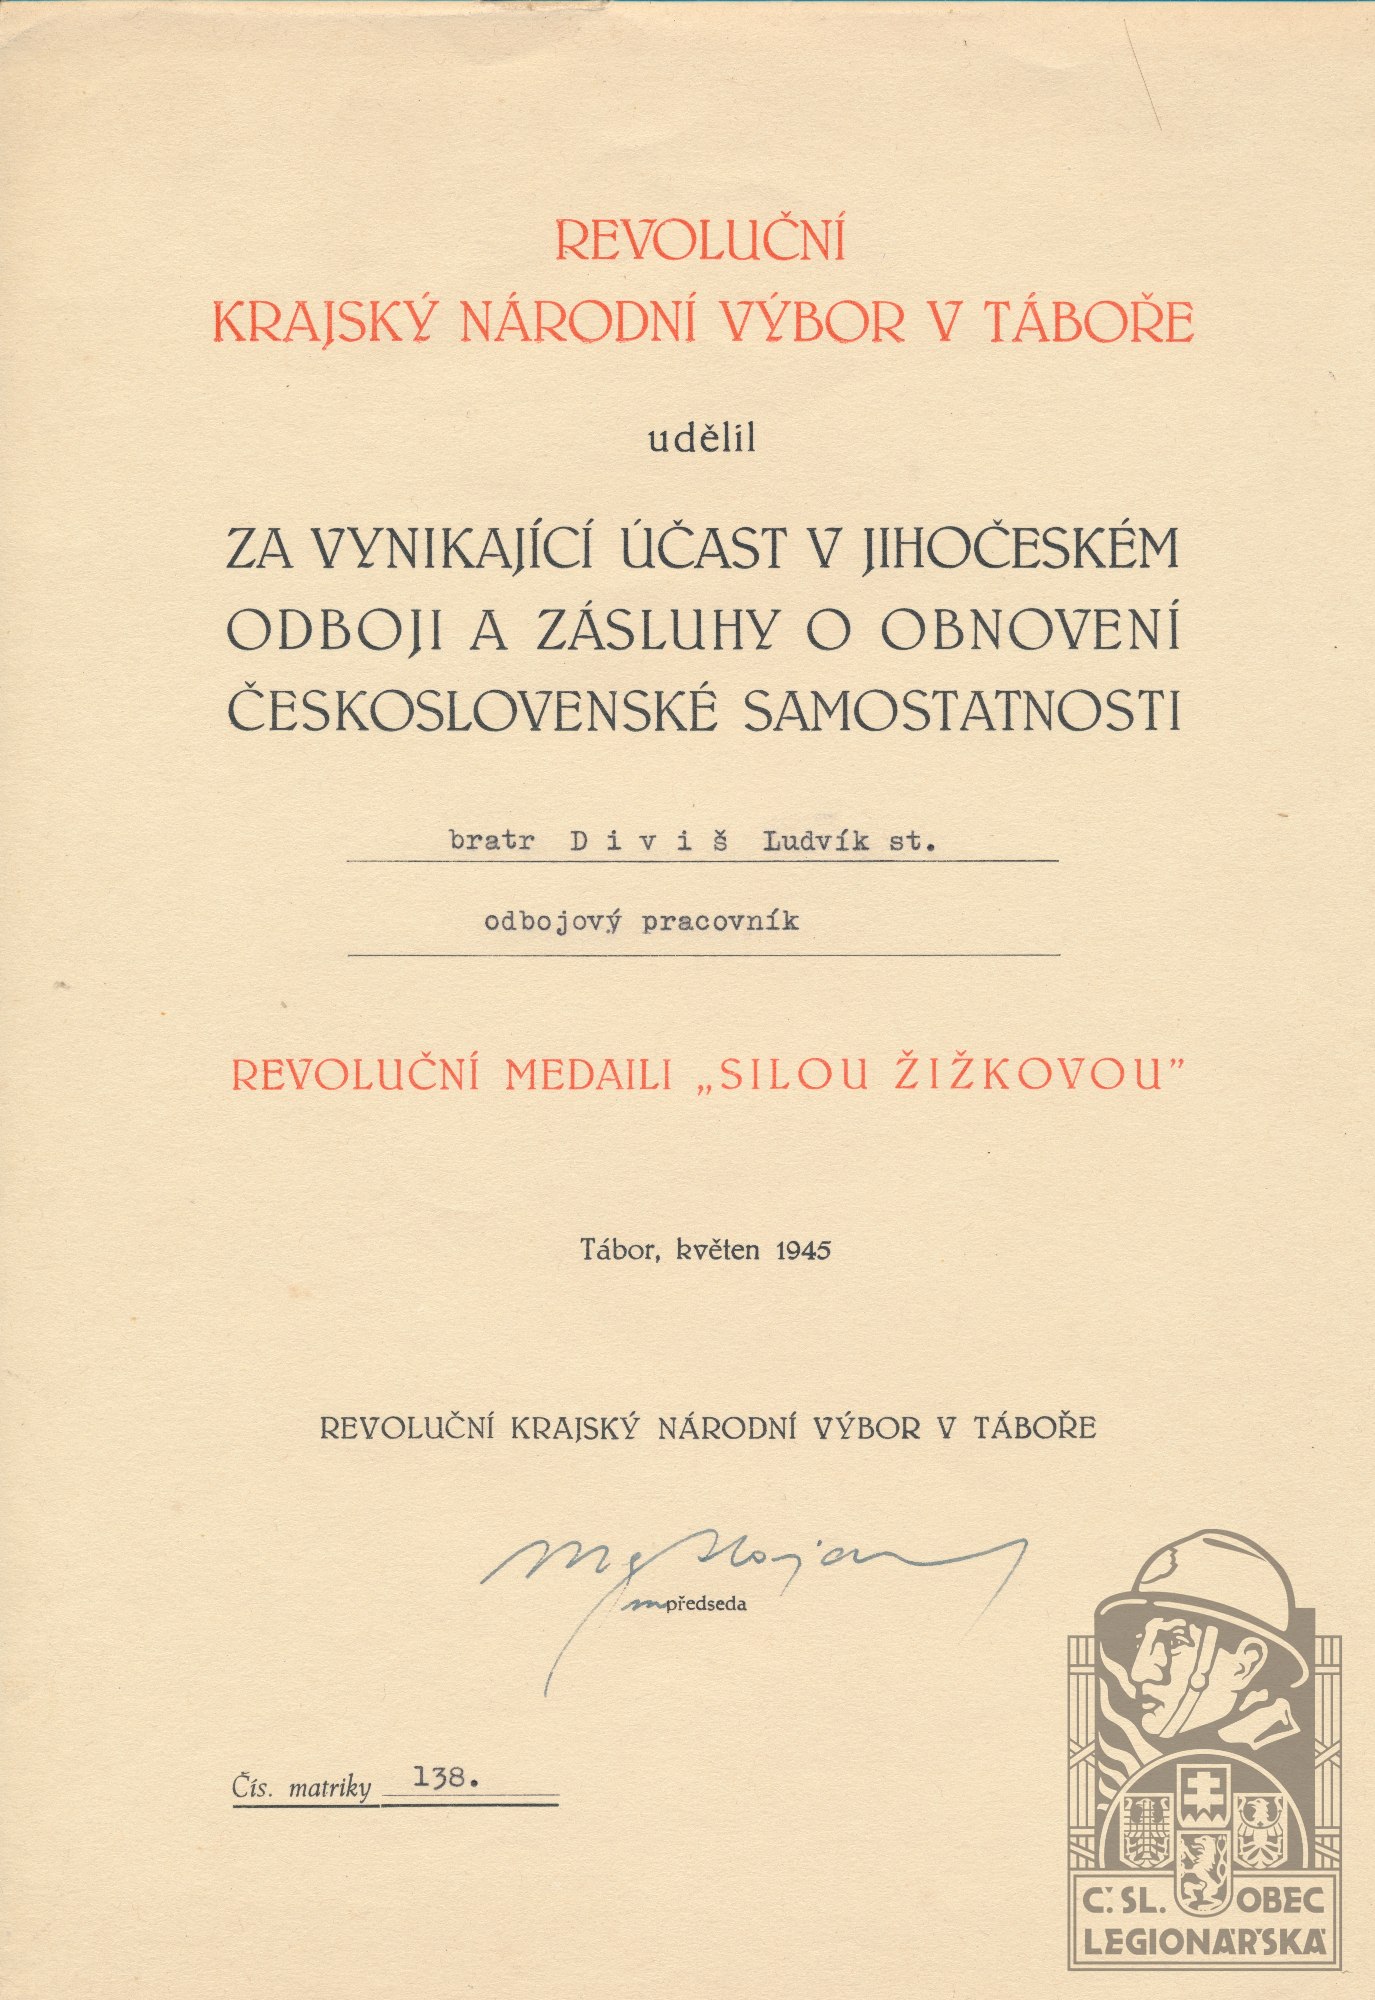 REVOLUČNÍ
KRAJSKÝ NÁRODNÍ VÝBOR V TÁBOŘE
udělil
ZA VYNIKAJÍCÍ ÚČAST V JIHOČESKÉM
ODBOJI A ZÁSLUHY O OBNOVENÍ
ČESKOSLOVENSKÉ SAMOSTATNOSTI
bratr D i v i š Ludvík st.
odbojový pracovník
REVOLUČNÍ MEDAILI „SILOU ŽIŽKOVOU”
Tábor, květen 1945
REVOLUČNÍ KRAJSKÝ NÁRODNÍ VÝBOR V TÁBOŘE
předseda
Čís. matriky 138.
Č. SL. OBEC
LEGIONÁŘSKÁ